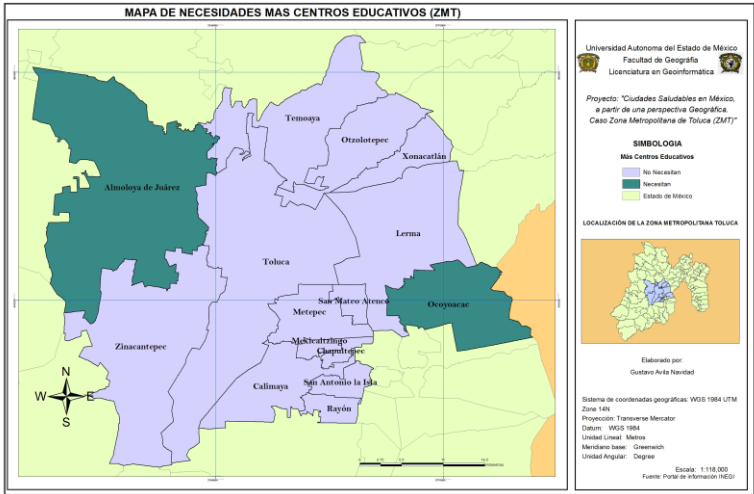 MAPA DE NECESIDADES MAS CENTROS EDUCATIVOS (ZMT)
Temoaya
Otzolotepec
Xonacatlán
Almoloya de Juárez
Lerma
Toluca
San Mateo Atenco
Ocoyoacac
Metepec
Zinacantepec
Mekicaltzingo
Chapultepec
Calimaya
San Antonio la Isla
Rayón
N
W
E
S
Universidad Autonoma del Estado de México
Facultad de Geográfia
Licenciatura en Geoinformática
Proyecto: "Ciudades Saludables en México,
a partir de una perspectiva Geográfica.
Caso Zona Metropolitana de Toluca (ZMT)"
SIMBOLOGIA
Más Centros Educativos
No Necesitan
Necesitan
Estado de México
LOCALIZACIÓN DE LA ZONA METROPOLITANA TOLUCA
Elaborado por:
Gustavo Avila Navidad
Sistema de coordenadas geográficas: WGS 1984 UTM
Zone 14N
Proyección: Transverse Mercator
Datum: WGS 1984
Unidad Lineal: Metros
Meridiano base: Greenwich
Unidad Angular: Degree
Escala: 1:118,000
Fuente: Portal de información INEGI